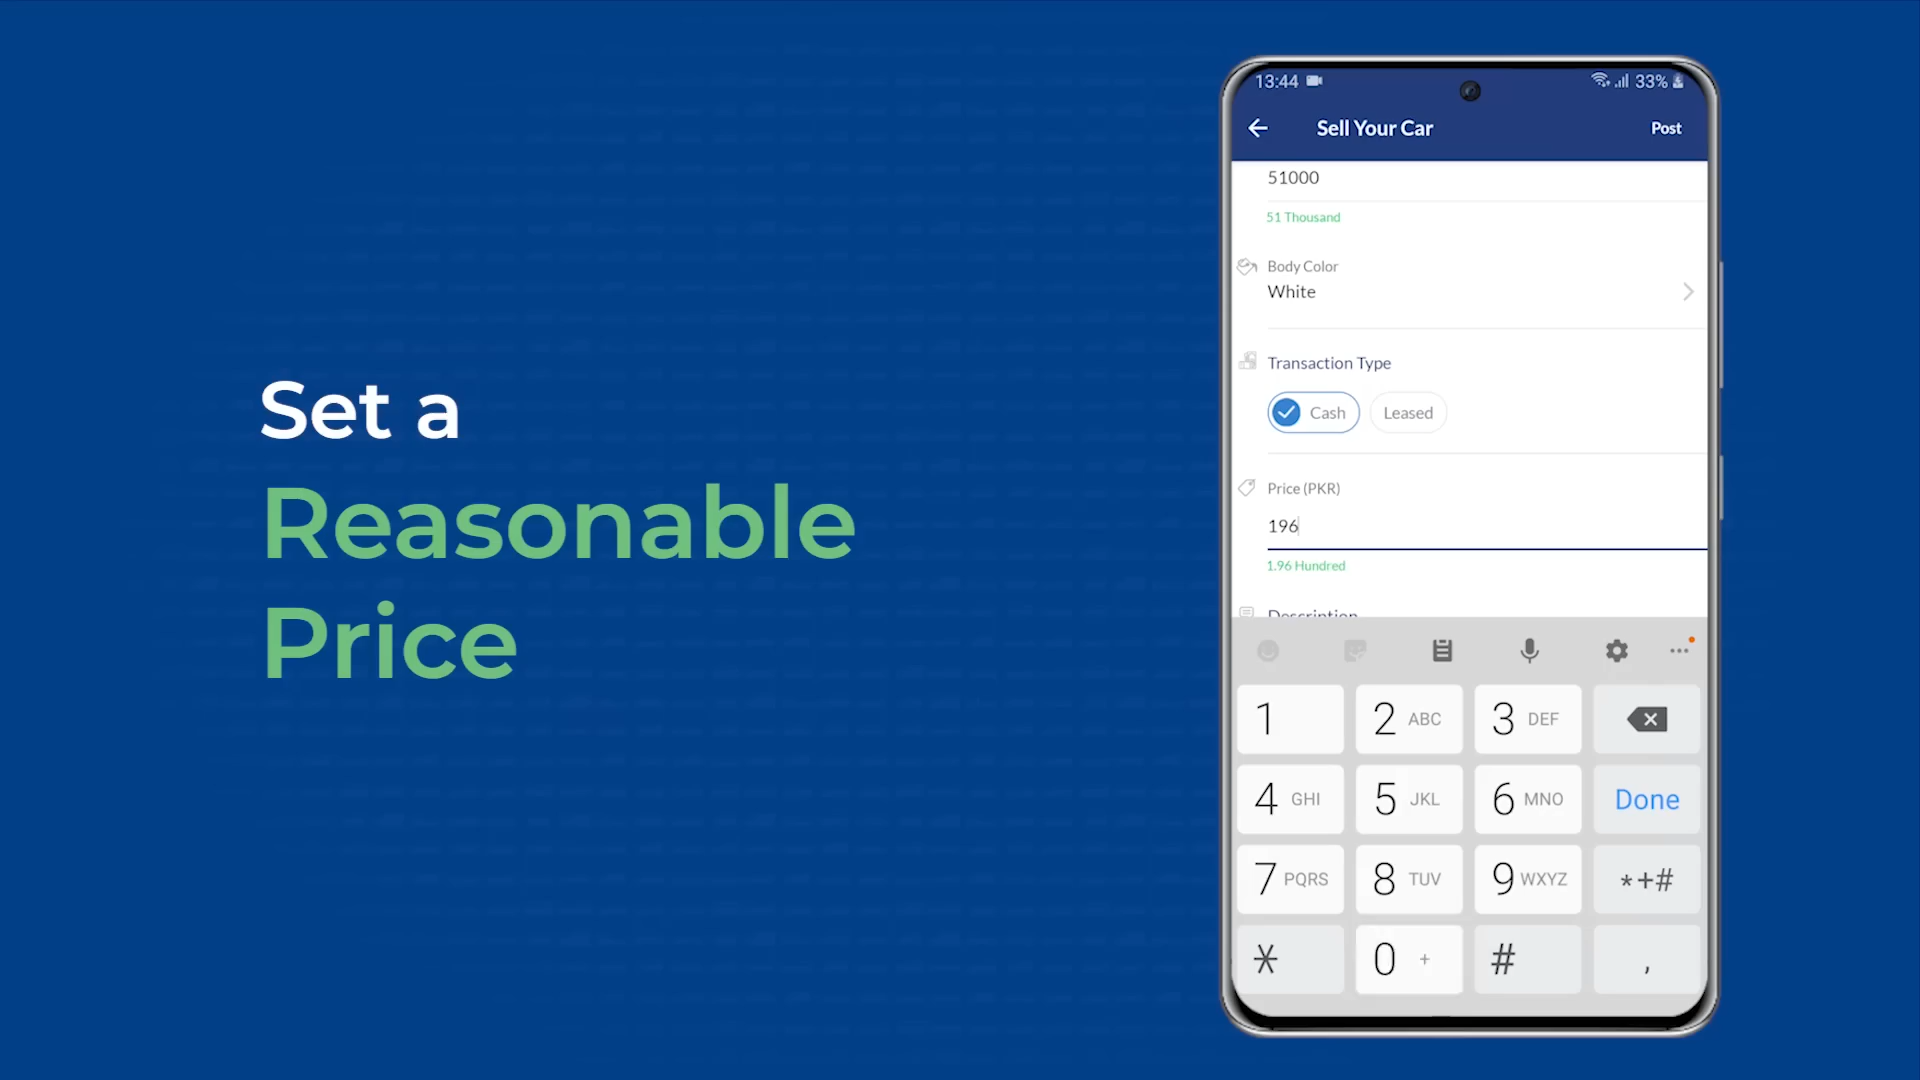 Set a
Reasonable
Price
13:44
33%
Sell Your Car
Post
51000
51 Thousand
Body Color
White
Transaction Type
Cash
Leased
Price (PKR)
196
1.96 Hundred
Description
1
2 ABC
3 DEF
4 GHI
5 JKL
6 MNO
Done
7 PQRS
8 TUV
9 WXYZ
*+#
*
0 +
#
,